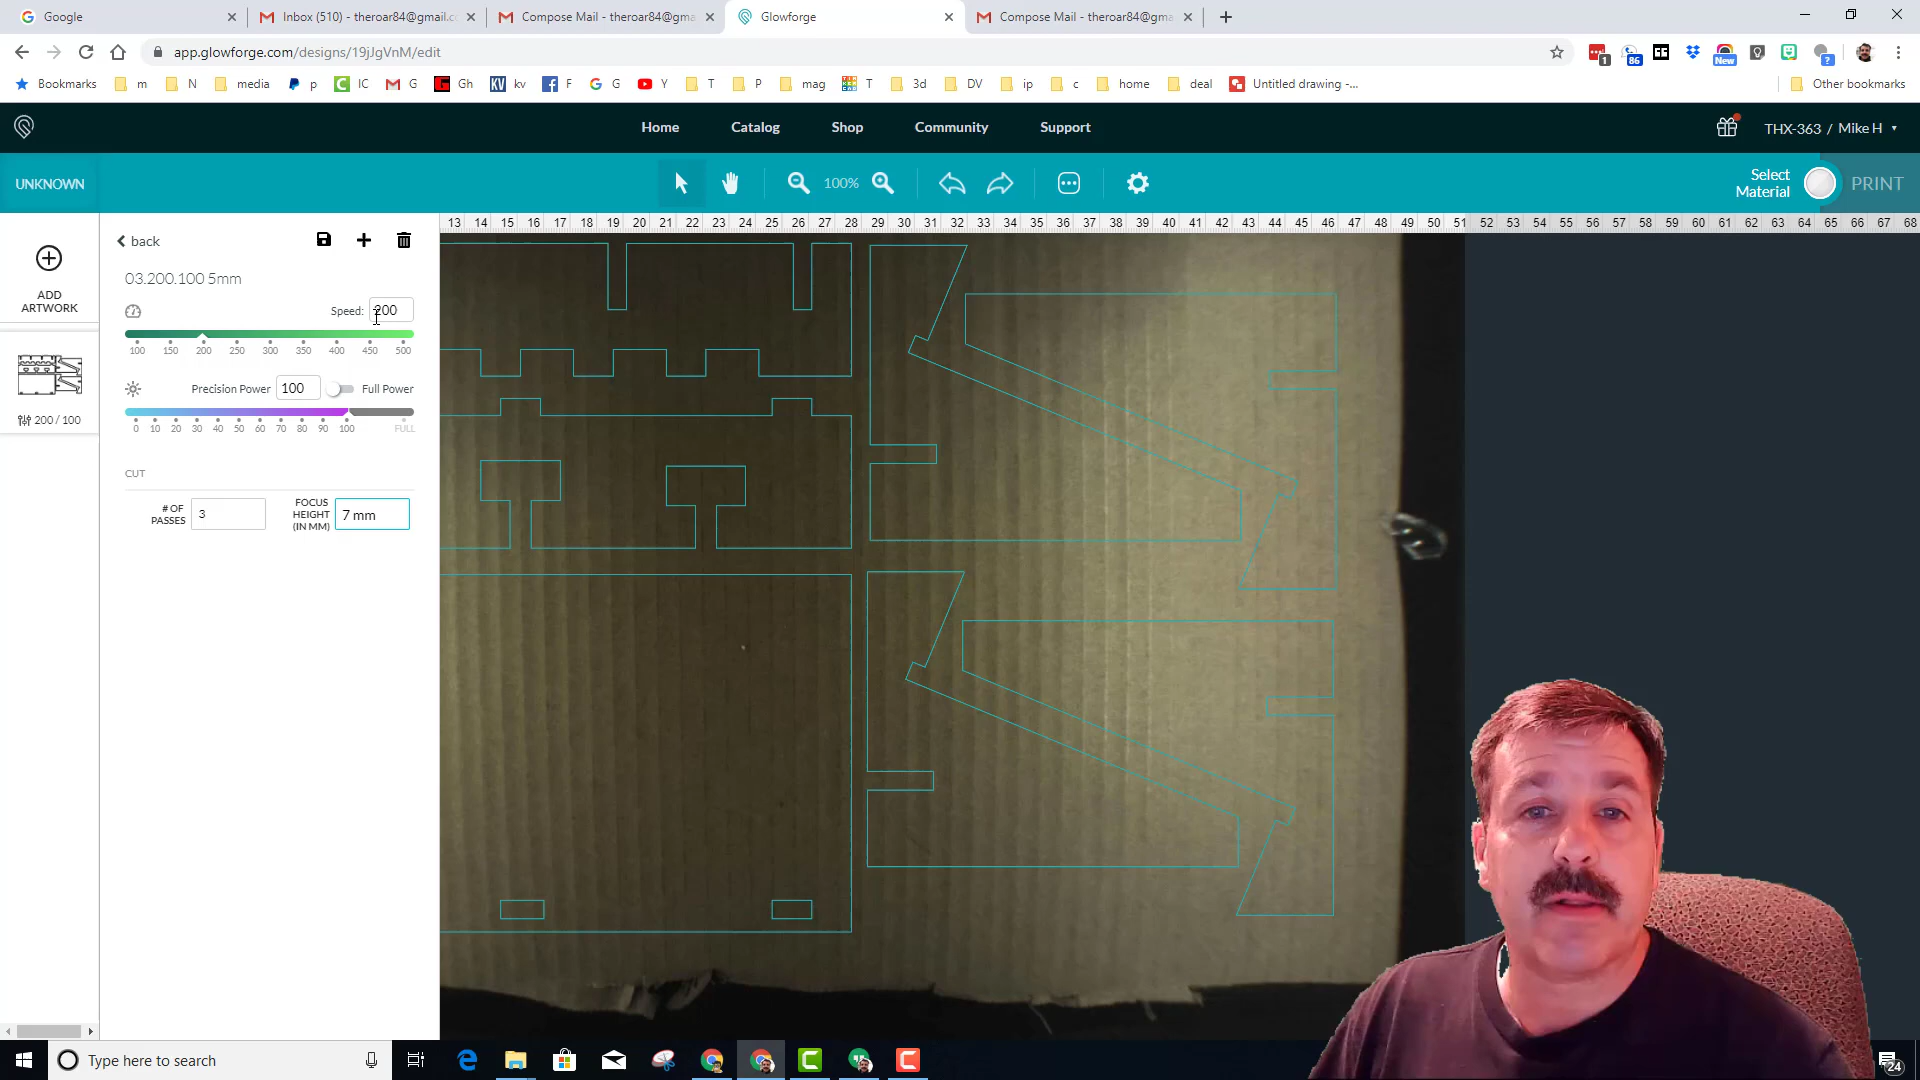 Google
Inbox (510) - theroar84@gmail.c
Compose Mail - theroar84@gma
Glowforge
Compose Mail - theroar84@gma
app.glowforge.com/designs/19jJgVnM/edit
1
86
New
?
Bookmarks m N media p IC G Gh kv F G Y T P mag T 3d DV ip c home deal Untitled drawing -... Other bookmarks
Home Catalog Shop Community Support
THX-363 / Mike H
UNKNOWN
100%
Select Material
PRINT
13 14 15 16 17 18 19 20 21 22 23 24 25 26 27 28 29 30 31 32 33 34 35 36 37 38 39 40 41 42 43 44 45 46 47 48 49 50 51 52 53 54 55 56 57 58 59 60 61 62 63 64 65 66 67 68
ADD ARTWORK
200 / 100
back
03.200.100 5mm
Speed: 200
100 150 200 250 300 350 400 450 500
Precision Power 100 Full Power
0 10 20 30 40 50 60 70 80 90 100 FULL
CUT
# OF PASSES 3
FOCUS HEIGHT (IN MM) 7 mm
Type here to search
24